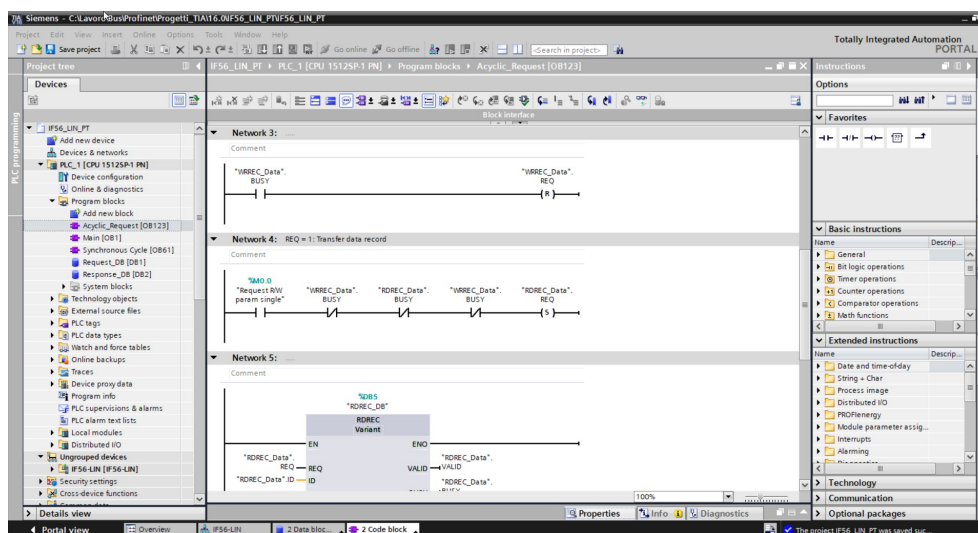 Siemens - C:\Lavoro\Bus\Profinet\Progetti_TIA\16.0\IF56_LIN_PT\IF56_LIN_PT
Project Edit View Insert Online Options Tools Window Help
Totally Integrated Automation
PORTAL
Save project
Go online
Go offline
<Search in project>
Project tree
IF56_LIN_PT PLC_1 [CPU 1512SP-1 PN] Program blocks Acyclic_Request [OB123]
Instructions
Devices
Options
PLC programming
Block interface
IF56_LIN_PT
Add new device
Devices & networks
PLC_1 [CPU 1512SP-1 PN]
Device configuration
Online & diagnostics
Program blocks
Add new block
Acyclic_Request [OB123]
Main [OB1]
Synchronous Cycle [OB61]
Request_DB [DB1]
Response_DB [DB2]
System blocks
Technology objects
External source files
PLC tags
PLC data types
Watch and force tables
Online backups
Traces
Device proxy data
Program info
PLC supervisions & alarms
PLC alarm text lists
Local modules
Distributed I/O
Ungrouped devices
IF56-LIN [IF56-LIN]
Security settings
Cross-device functions
Common data
Details view
Network 3: .....
Comment
"WRREC_Data".
BUSY
"WRREC_Data".
REQ
R
Network 4: REQ = 1: Transfer data record
Comment
%M0.0
"Request R/W
param single"
"WRREC_Data".
BUSY
"RDREC_Data".
BUSY
"WRREC_Data".
BUSY
"RDREC_Data".
REQ
S
Network 5: .....
Comment
%DB5
"RDREC_DB"
RDREC
Variant
EN ENO
"RDREC_Data".
REQ REQ
"RDREC_Data".ID ID
VALID
"RDREC_Data".
VALID
"RDREC_Data".
BUSY
100%
Favorites
Basic instructions
Name Descrip...
General
Bit logic operations
Timer operations
Counter operations
Comparator operations
Math functions
Extended instructions
Name Descrip...
Date and time-of-day
String + Char
Process image
Distributed I/O
PROFIenergy
Module parameter assig...
Interrupts
Alarming
Diagnostics
Technology
Communication
Optional packages
Properties Info Diagnostics
Portal view
Overview
IF56-LIN
2 Data bloc...
2 Code block
The project IF56_LIN_PT was saved suc...